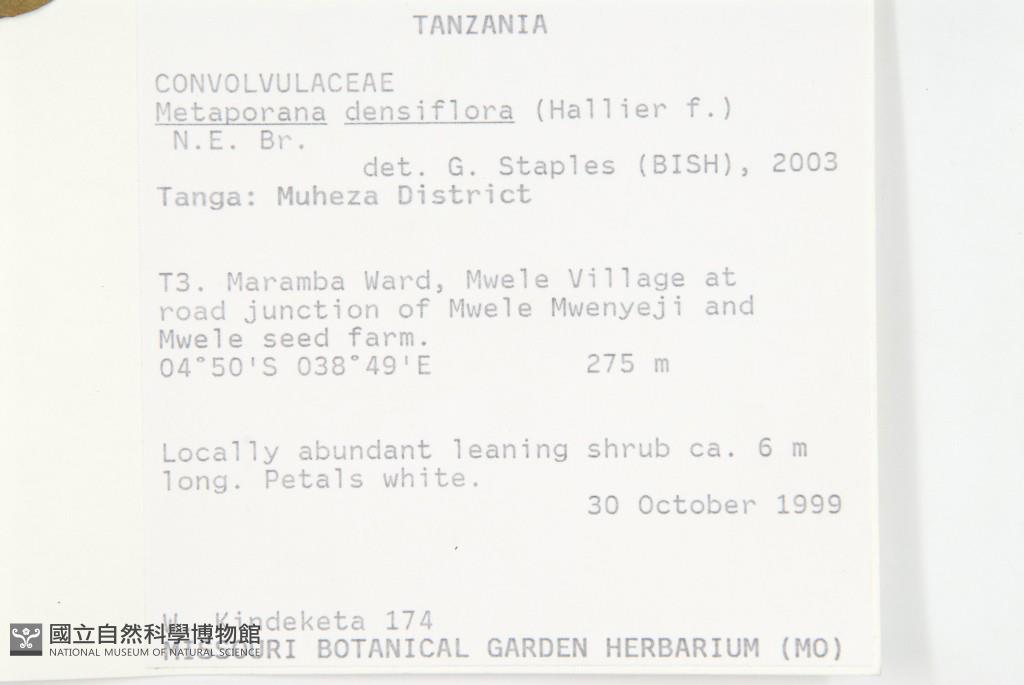 TANZANIA
CONVOLVULACEAE
Metaporana densiflora (Hallier f.)
N.E. Br.
det. G. Staples (BISH), 2003
Tanga: Muheza District
T3. Maramba Ward, Mwele Village at
road junction of Mwele Mwenyeji and
Mwele seed farm.
04°50'S 038°49'E 275 m
Locally abundant leaning shrub ca. 6 m
long. Petals white.
30 October 1999
W. Kindeketa 174
MISSOURI BOTANICAL GARDEN HERBARIUM (MO)
國立自然科學博物館
NATIONAL MUSEUM OF NATURAL SCIENCE